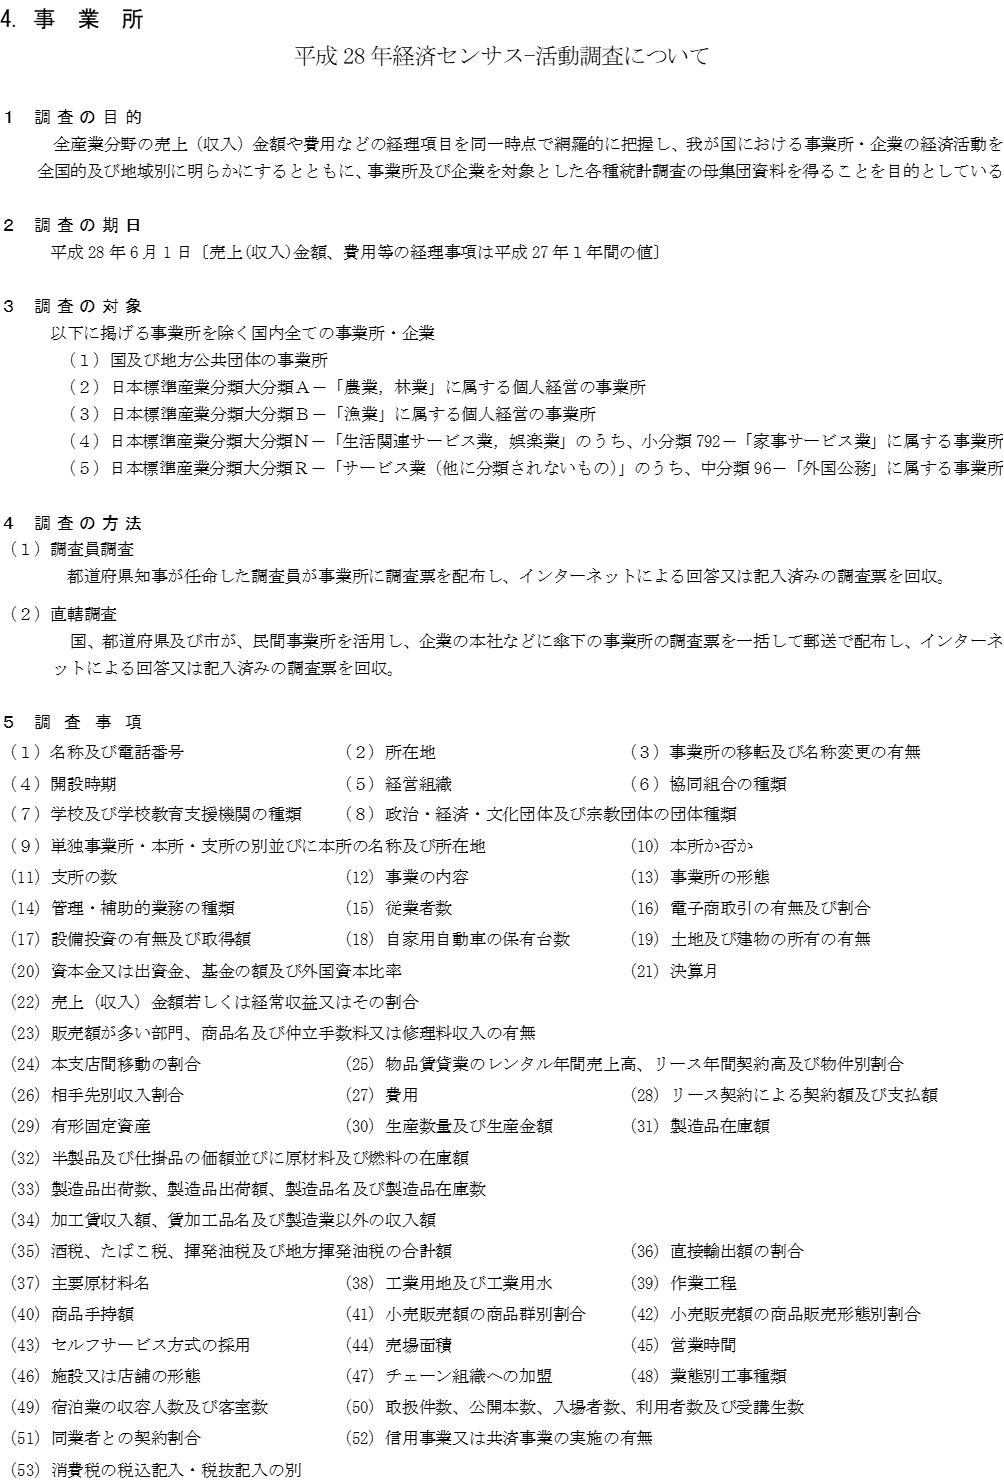 4. 事　業　所
平成 28 年経済センサス-活動調査について
１　調 査 の 目 的
全産業分野の売上（収入）金額や費用などの経理項目を同一時点で網羅的に把握し、我が国における事業所・企業の経済活動を
全国的及び地域別に明らかにするとともに、事業所及び企業を対象とした各種統計調査の母集団資料を得ることを目的としている
２　調 査 の 期 日
平成 28 年 6 月 1 日〔売上(収入)金額、費用等の経理事項は平成 27 年１年間の値〕
３　調 査 の 対 象
以下に掲げる事業所を除く国内全ての事業所・企業
（１）国及び地方公共団体の事業所
（２）日本標準産業分類大分類Ａ－「農業，林業」に属する個人経営の事業所
（３）日本標準産業分類大分類Ｂ－「漁業」に属する個人経営の事業所
（４）日本標準産業分類大分類Ｎ－「生活関連サービス業，娯楽業」のうち、小分類 792－「家事サービス業」に属する事業所
（５）日本標準産業分類大分類Ｒ－「サービス業（他に分類されないもの）」のうち、中分類 96－「外国公務」に属する事業所
４　調 査 の 方 法
（１）調査員調査
都道府県知事が任命した調査員が事業所に調査票を配布し、インターネットによる回答又は記入済みの調査票を回収。
（２）直轄調査
国、都道府県及び市が、民間事業所を活用し、企業の本社などに傘下の事業所の調査票を一括して郵送で配布し、インターネ
ットによる回答又は記入済みの調査票を回収。
５　調　査　事　項
（１）名称及び電話番号　（２）所在地　（３）事業所の移転及び名称変更の有無
（４）開設時期　（５）経営組織　（６）協同組合の種類
（７）学校及び学校教育支援機関の種類　（８）政治・経済・文化団体及び宗教団体の団体種類
（９）単独事業所・本所・支所の別並びに本所の名称及び所在地　(10) 本所か否か
(11) 支所の数　(12) 事業の内容　(13) 事業所の形態
(14) 管理・補助的業務の種類　(15) 従業者数　(16) 電子商取引の有無及び割合
(17) 設備投資の有無及び取得額　(18) 自家用自動車の保有台数　(19) 土地及び建物の所有の有無
(20) 資本金又は出資金、基金の額及び外国資本比率　(21) 決算月
(22) 売上（収入）金額若しくは経常収益又はその割合
(23) 販売額が多い部門、商品名及び仲立手数料又は修理料収入の有無
(24) 本支店間移動の割合　(25) 物品賃貸業のレンタル年間売上高、リース年間契約高及び物件別割合
(26) 相手先別収入割合　(27) 費用　(28) リース契約による契約額及び支払額
(29) 有形固定資産　(30) 生産数量及び生産金額　(31) 製造品在庫額
(32) 半製品及び仕掛品の価額並びに原材料及び燃料の在庫額
(33) 製造品出荷数、製造品出荷額、製造品名及び製造品在庫数
(34) 加工賃収入額、賃加工品名及び製造業以外の収入額
(35) 酒税、たばこ税、揮発油税及び地方揮発油税の合計額　(36) 直接輸出額の割合
(37) 主要原材料名　(38) 工業用地及び工業用水　(39) 作業工程
(40) 商品手持額　(41) 小売販売額の商品群別割合　(42) 小売販売額の商品販売形態別割合
(43) セルフサービス方式の採用　(44) 売場面積　(45) 営業時間
(46) 施設又は店舗の形態　(47) チェーン組織への加盟　(48) 業態別工事種類
(49) 宿泊業の収容人数及び客室数　(50) 取扱件数、公開本数、入場者数、利用者数及び受講生数
(51) 同業者との契約割合　(52) 信用事業又は共済事業の実施の有無
(53) 消費税の税込記入・税抜記入の別